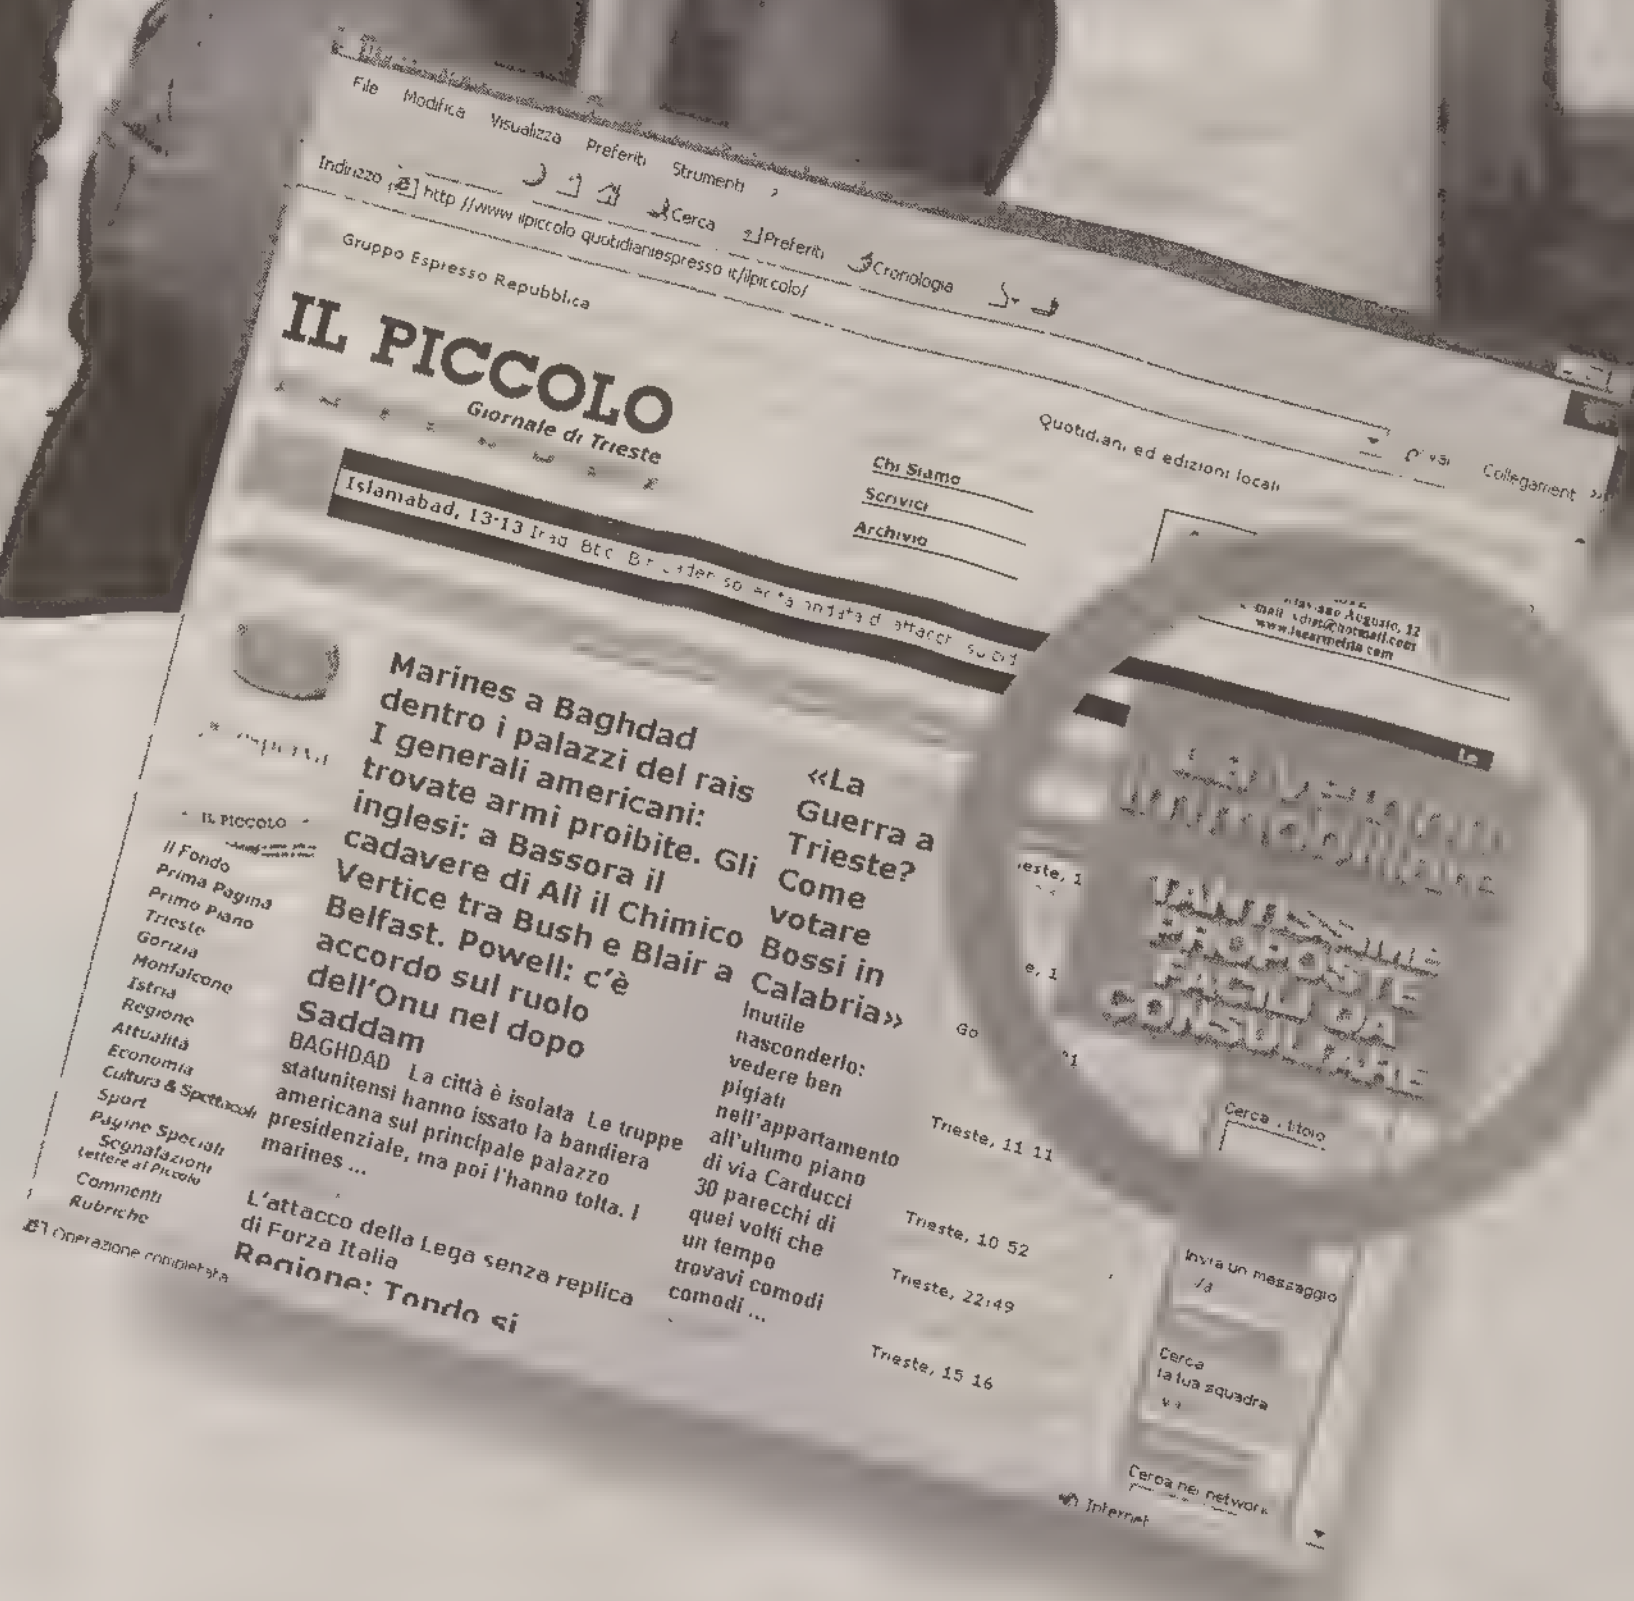 File Modifica Visualizza Preferiti Strumenti ?
Cerca Preferiti Cronologia
Indirizzo http://www.ilpiccolo.quotidianiespresso.it/ilpiccolo/
Collegamenti »
Gruppo Espresso Repubblica
IL PICCOLO
Giornale di Trieste
Quotidiani ed edizioni locali
Chi Siamo
Scrivici
Archivio
Islamabad, 13:13 Iraq
Augusto, 12
Le
IL PICCOLO
Il Fondo
Prima Pagina
Primo Piano
Trieste
Gorizia
Monfalcone
Istria
Regione
Attualità
Economia
Cultura & Spettacoli
Sport
Pagine Speciali
Segnalazioni
Lettere al Piccolo
Commenti
Rubriche
Operazione completata
Marines a Baghdad
dentro i palazzi del rais
I generali americani:
trovate armi proibite. Gli
inglesi: a Bassora il
cadavere di Alì il Chimico
Vertice tra Bush e Blair a
Belfast. Powell: c'è
accordo sul ruolo
dell'Onu nel dopo
Saddam
BAGHDAD La città è isolata Le truppe
statunitensi hanno issato la bandiera
americana sul principale palazzo
presidenziale, ma poi l'hanno tolta. I
marines ...
L'attacco della Lega senza replica
di Forza Italia
Regione: Tondo si
«La
Guerra a
Trieste?
Come
votare
Bossi in
Calabria»
Inutile
nasconderlo:
vedere ben
pigiati
nell'appartamento
all'ultimo piano
di via Carducci
30 parecchi di
quei volti che
un tempo
trovavi comodi
comodi ...
Trieste, 11 11
Trieste, 10 52
Trieste, 22:49
Trieste, 15 16
TANTISSIME
PROPOSTE
FACILI DA
CONSULTARE
Cerca il titolo
Invia un messaggio
Cerca
la tua squadra
Cerca nel network
Internet